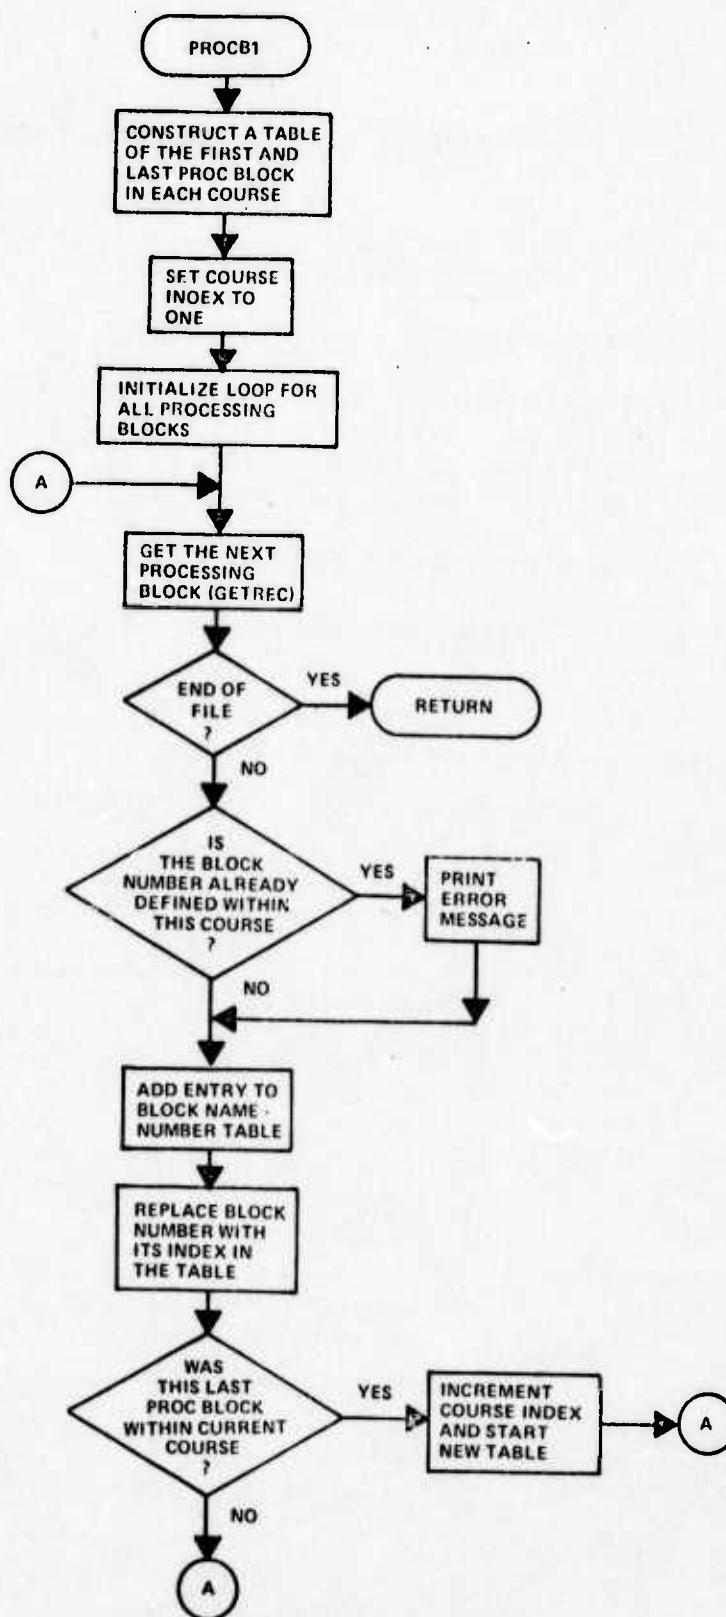 PROCB1
CONSTRUCT A TABLE
OF THE FIRST AND
LAST PROC BLOCK
IN EACH COURSE
SET COURSE
INDEX TO
ONE
INITIALIZE LOOP FOR
ALL PROCESSING
BLOCKS
A
GET THE NEXT
PROCESSING
BLOCK (GETREC)
END OF
FILE
?
YES
RETURN
NO
IS
THE BLOCK
NUMBER ALREADY
DEFINED WITHIN
THIS COURSE
?
YES
PRINT
ERROR
MESSAGE
NO
ADD ENTRY TO
BLOCK NAME -
NUMBER TABLE
REPLACE BLOCK
NUMBER WITH
ITS INDEX IN
THE TABLE
WAS
THIS LAST
PROC BLOCK
WITHIN CURRENT
COURSE
?
YES
INCREMENT
COURSE INDEX
AND START
NEW TABLE
A
NO
A